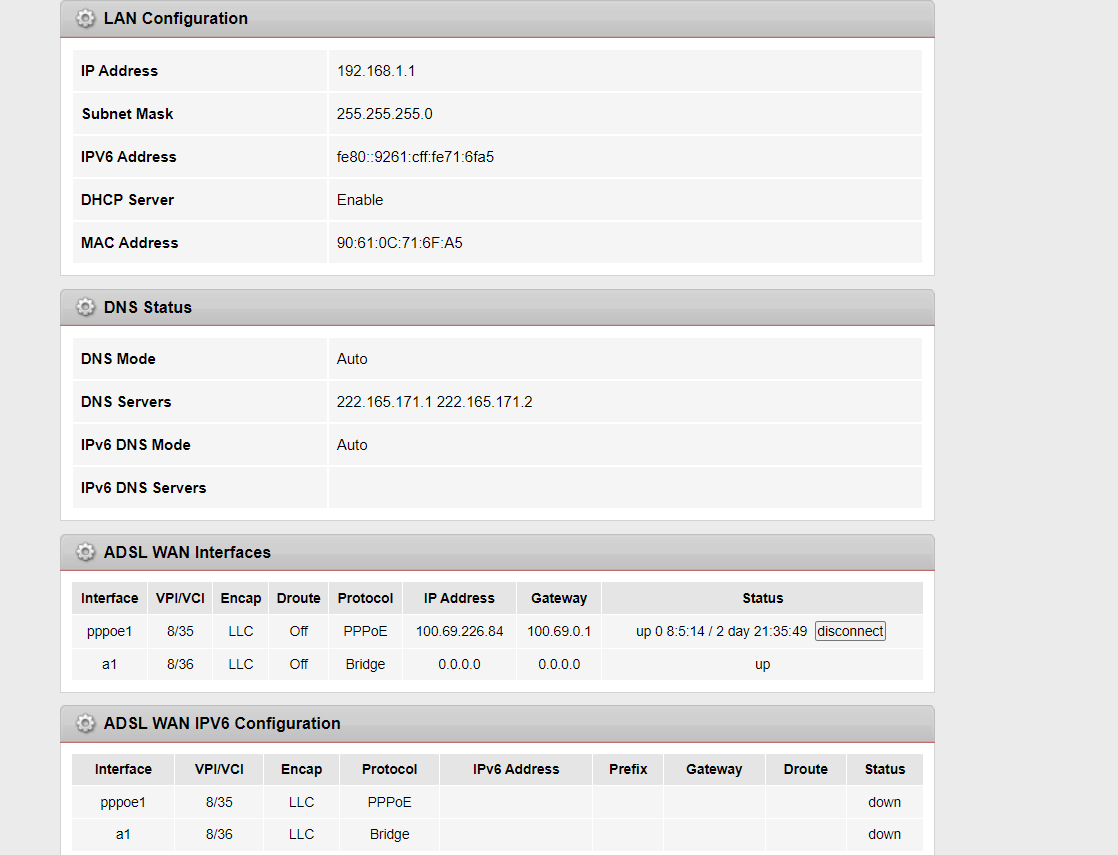 LAN Configuration
IP Address 192.168.1.1
Subnet Mask 255.255.255.0
IPV6 Address fe80::9261:cff:fe71:6fa5
DHCP Server Enable
MAC Address 90:61:0C:71:6F:A5
DNS Status
DNS Mode Auto
DNS Servers 222.165.171.1 222.165.171.2
IPv6 DNS Mode Auto
IPv6 DNS Servers
ADSL WAN Interfaces
Interface VPI/VCI Encap Droute Protocol IP Address Gateway Status
pppoe1 8/35 LLC Off PPPoE 100.69.226.84 100.69.0.1 up 0 8:5:14 / 2 day 21:35:49 disconnect
a1 8/36 LLC Off Bridge 0.0.0.0 0.0.0.0 up
ADSL WAN IPV6 Configuration
Interface VPI/VCI Encap Protocol IPv6 Address Prefix Gateway Droute Status
pppoe1 8/35 LLC PPPoE down
a1 8/36 LLC Bridge down